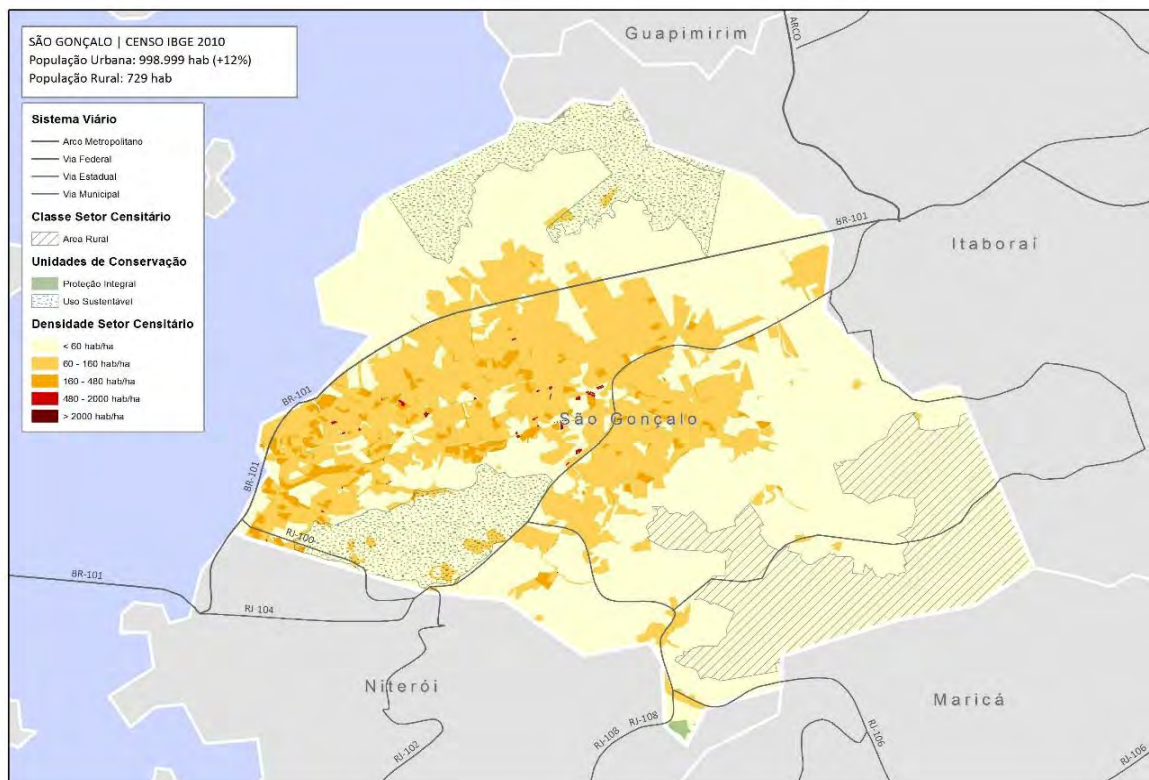 SÃO GONÇALO | CENSO IBGE 2010
População Urbana: 998.999 hab (+12%)
População Rural: 729 hab
Sistema Viário
Arco Metropolitano
Via Federal
Via Estadual
Via Municipal
Classe Setor Censitário
Area Rural
Unidades de Conservação
Proteção Integral
Uso Sustentável
Densidade Setor Censitário
< 60 hab/ha
60 - 160 hab/ha
160 - 480 hab/ha
480 - 2000 hab/ha
> 2000 hab/ha
ARCO
Guapimirim
BR-101
Itaboraí
BR-101
São Gonçalo
BR-101
RJ-100
BR-101
RJ-104
Niterói
Maricá
RJ-108
RJ-108
RJ-102
RJ-106
RJ-106